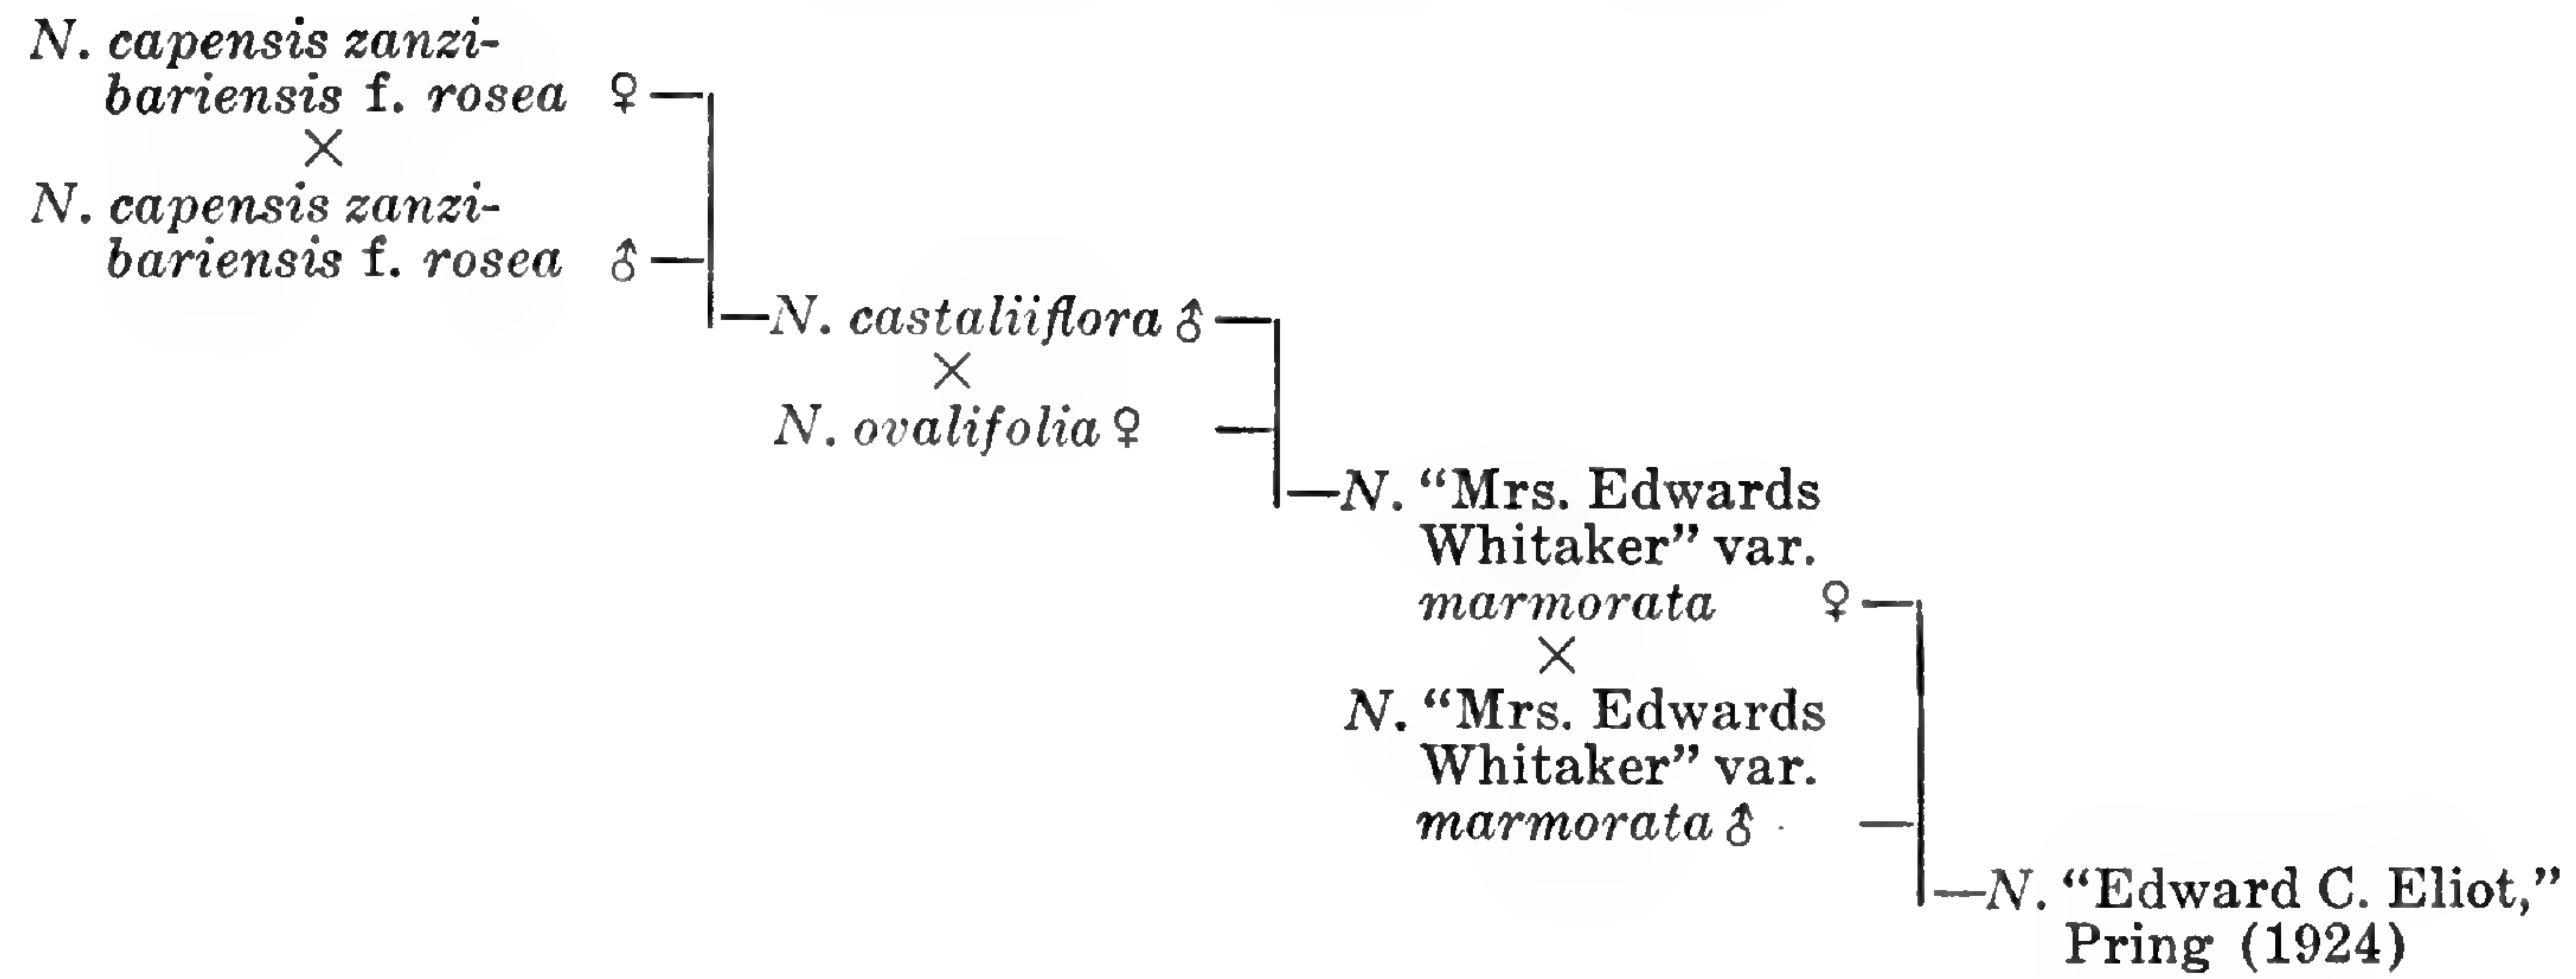 N. capensis zanzi-
bariensis f. rosea ♀
×
N. capensis zanzi-
bariensis f. rosea ♂
N. castaliiflora ♂
×
N. ovalifolia ♀
N. “Mrs. Edwards
Whitaker” var.
marmorata ♀
×
N. “Mrs. Edwards
Whitaker” var.
marmorata ♂
N. “Edward C. Eliot,”
Pring (1924)